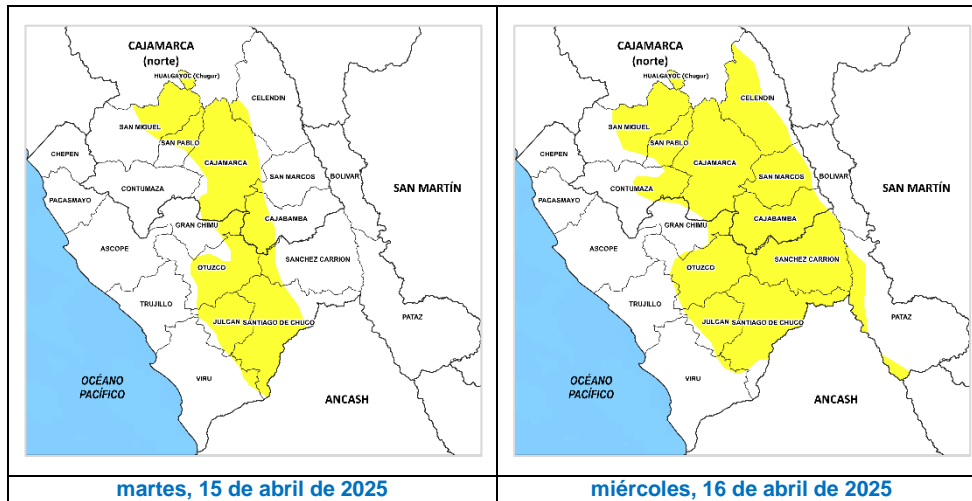 CAJAMARCA
(norte)
HUALGAYOC (Chugur)
CELENDIN
SAN MIGUEL
SAN PABLO
CHEPEN
CAJAMARCA
SAN MARCOS
BOLIVAR
SAN MARTÍN
CONTUMAZA
PACASMAYO
CAJABAMBA
GRAN CHIMU
ASCOPE
SANCHEZ CARRION
OTUZCO
TRUJILLO
JULCAN
SANTIAGO DE CHUCO
PATAZ
VIRU
OCÉANO
PACÍFICO
ANCASH
martes, 15 de abril de 2025
CAJAMARCA
(norte)
HUALGAYOC (Chugur)
CELENDIN
SAN MIGUEL
SAN PABLO
CHEPEN
CAJAMARCA
SAN MARCOS
BOLIVAR
SAN MARTÍN
CONTUMAZA
PACASMAYO
CAJABAMBA
GRAN CHIMU
ASCOPE
SANCHEZ CARRION
OTUZCO
TRUJILLO
JULCAN
SANTIAGO DE CHUCO
PATAZ
VIRU
OCÉANO
PACÍFICO
ANCASH
miércoles, 16 de abril de 2025